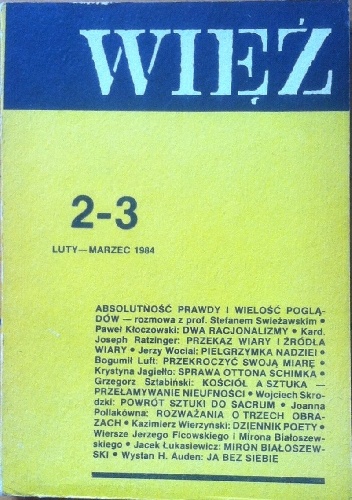 WIĘŹ
2-3
LUTY—MARZEC 1984
ABSOLUTNOŚĆ PRAWDY I WIELOŚĆ POGLĄ-
DÓW — rozmowa z prof. Stefanem Swieżawskim •
Paweł Kłoczowski: DWA RACJONALIZMY • Kard.
Joseph Ratzinger: PRZEKAZ WIARY I ŹRÓDŁA
WIARY • Jerzy Wocial: PIELGRZYMKA NADZIEI •
Bogumił Luft: PRZEKROCZYĆ SWOJĄ MIARĘ •
Krystyna Jagiełło: SPRAWA OTTONA SCHIMKA •
Grzegorz Sztabiński: KOŚCIÓŁ A SZTUKA —
PRZEŁAMYWANIE NIEUFNOŚCI • Wojciech Skro-
dzki: POWRÓT SZTUKI DO SACRUM • Joanna
Pollakówna: ROZWAŻANIA O TRZECH OBRA-
ZACH • Kazimierz Wierzyński: DZIENNIK POETY •
Wiersze Jerzego Ficowskiego i Mirona Białoszew-
skiego • Jacek Łukasiewicz: MIRON BIAŁOSZEW-
SKI • Wystan H. Auden: JA BEZ SIEBIE